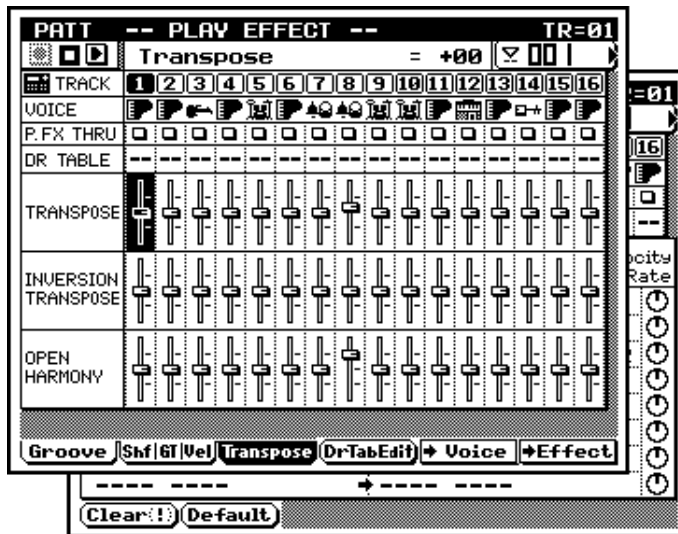 PATT -- PLAY EFFECT -- TR=01
Transpose = +00
TRACK 1 2 3 4 5 6 7 8 9 10 11 12 13 14 15 16
VOICE
P.FX THRU
DR TABLE -- -- -- -- -- -- -- -- -- -- -- -- -- -- -- --
TRANSPOSE
INVERSION
TRANSPOSE
OPEN
HARMONY
Groove Shf GT Vel Transpose DrTabEdit → Voice →Effect
=01
16
--
ocity
Rate
---- ---- →---- ----
Clear(!) Default